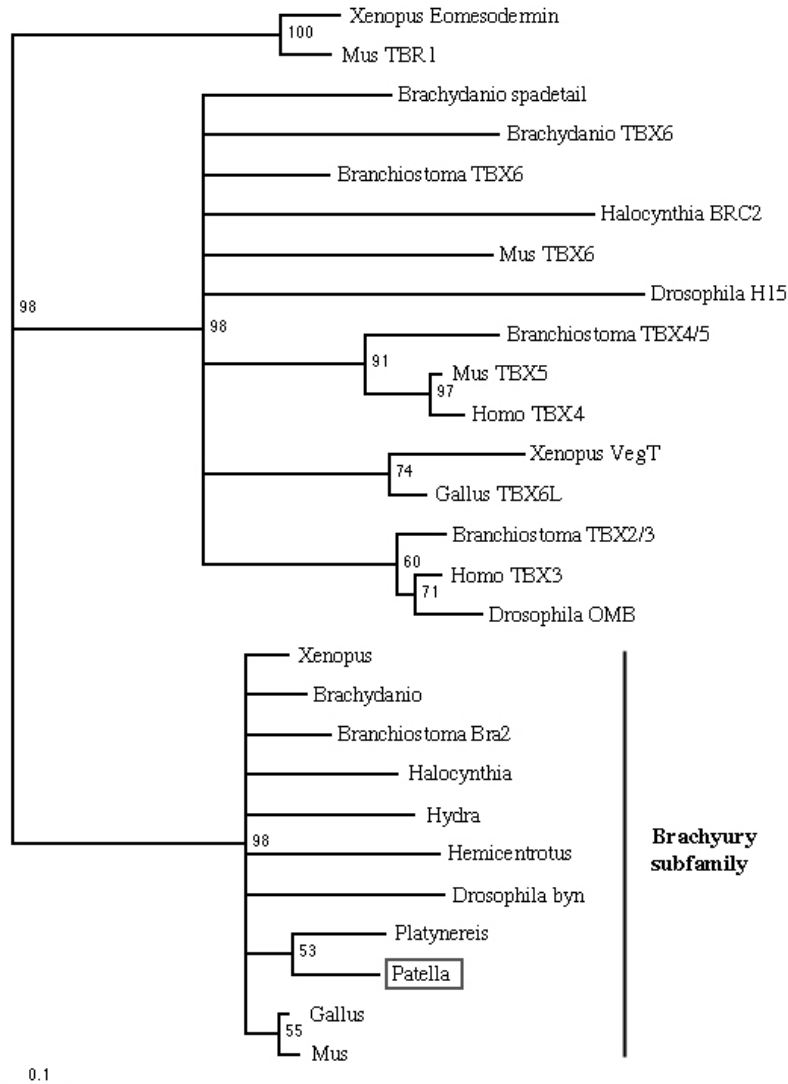 Xenopus Eomesodermin
100
Mus TBR1
Brachydanio spadetail
Brachydanio TBX6
Branchiostoma TBX6
Halocynthia BRC2
Mus TBX6
Drosophila H15
98
98
Branchiostoma TBX4/5
91
Mus TBX5
97
Homo TBX4
Xenopus VegT
74
Gallus TBX6L
Branchiostoma TBX2/3
60
Homo TBX3
71
Drosophila OMB
Xenopus
Brachydanio
Branchiostoma Bra2
Halocynthia
Hydra
98
Hemicentrotus
Drosophila byn
Platynereis
53
Patella
Gallus
55
Mus
Brachyury
subfamily
0.1